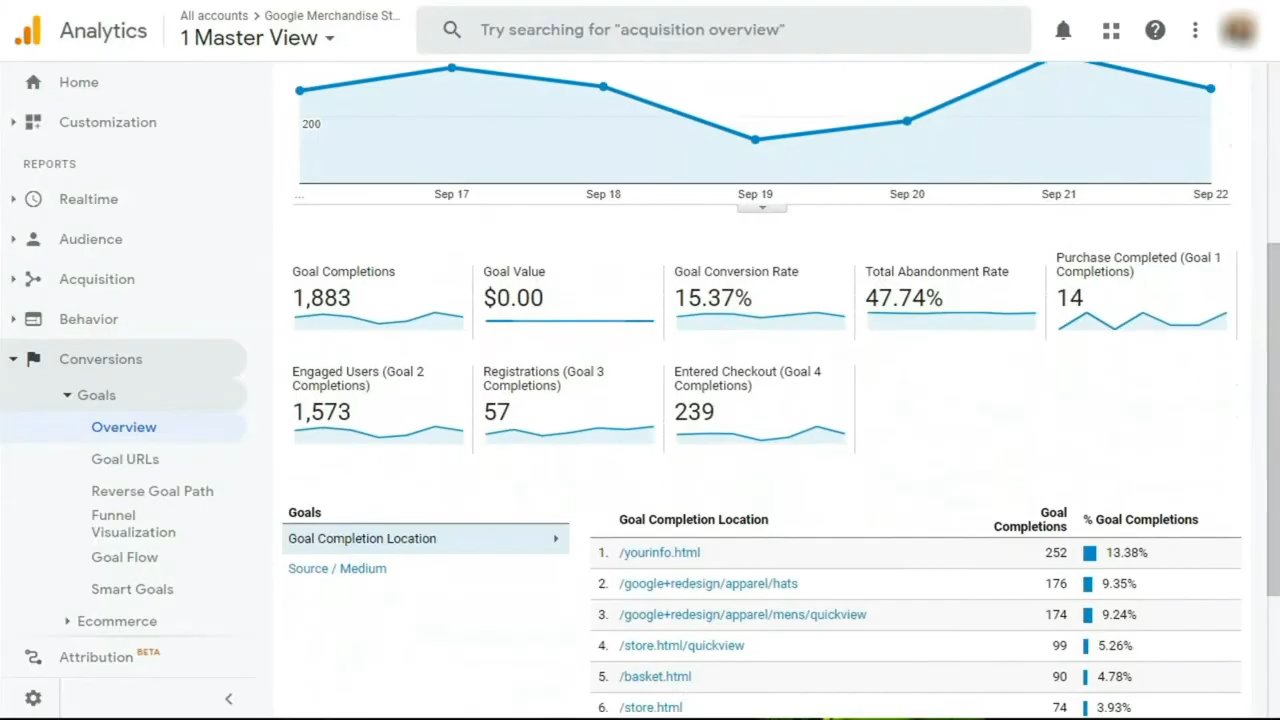 Analytics
All accounts > Google Merchandise St...
1 Master View
Try searching for "acquisition overview"
Home
Customization
REPORTS
Realtime
Audience
Acquisition
Behavior
Conversions
Goals
Overview
Goal URLs
Reverse Goal Path
Funnel
Visualization
Goal Flow
Smart Goals
Ecommerce
Attribution BETA
200
...
Sep 17
Sep 18
Sep 19
Sep 20
Sep 21
Sep 22
Goal Completions
1,883
Goal Value
$0.00
Goal Conversion Rate
15.37%
Total Abandonment Rate
47.74%
Purchase Completed (Goal 1
Completions)
14
Engaged Users (Goal 2
Completions)
1,573
Registrations (Goal 3
Completions)
57
Entered Checkout (Goal 4
Completions)
239
Goals
Goal Completion Location
Source / Medium
Goal Completion Location
Goal
Completions
% Goal Completions
1. /yourinfo.html 252 13.38%
2. /google+redesign/apparel/hats 176 9.35%
3. /google+redesign/apparel/mens/quickview 174 9.24%
4. /store.html/quickview 99 5.26%
5. /basket.html 90 4.78%
6. /store.html 74 3.93%